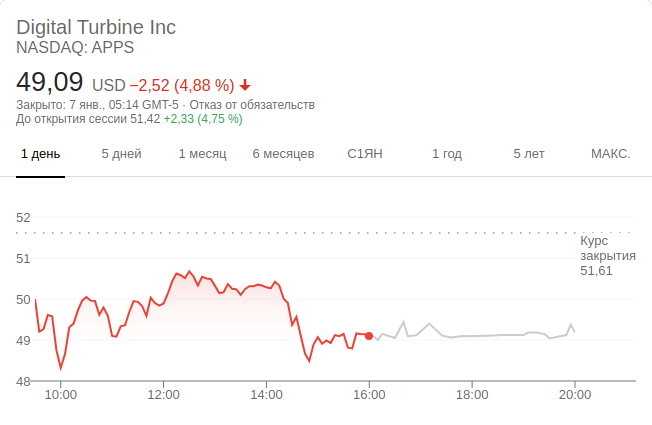 Digital Turbine Inc
NASDAQ: APPS
49,09 USD −2,52 (4,88 %)
Закрыто: 7 янв., 05:14 GMT-5 · Отказ от обязательств
До открытия сессии 51,42 +2,33 (4,75 %)
1 день 5 дней 1 месяц 6 месяцев С1ЯН 1 год 5 лет МАКС.
52
Курс
закрытия
51,61
51
50
49
48
10:00 12:00 14:00 16:00 18:00 20:00